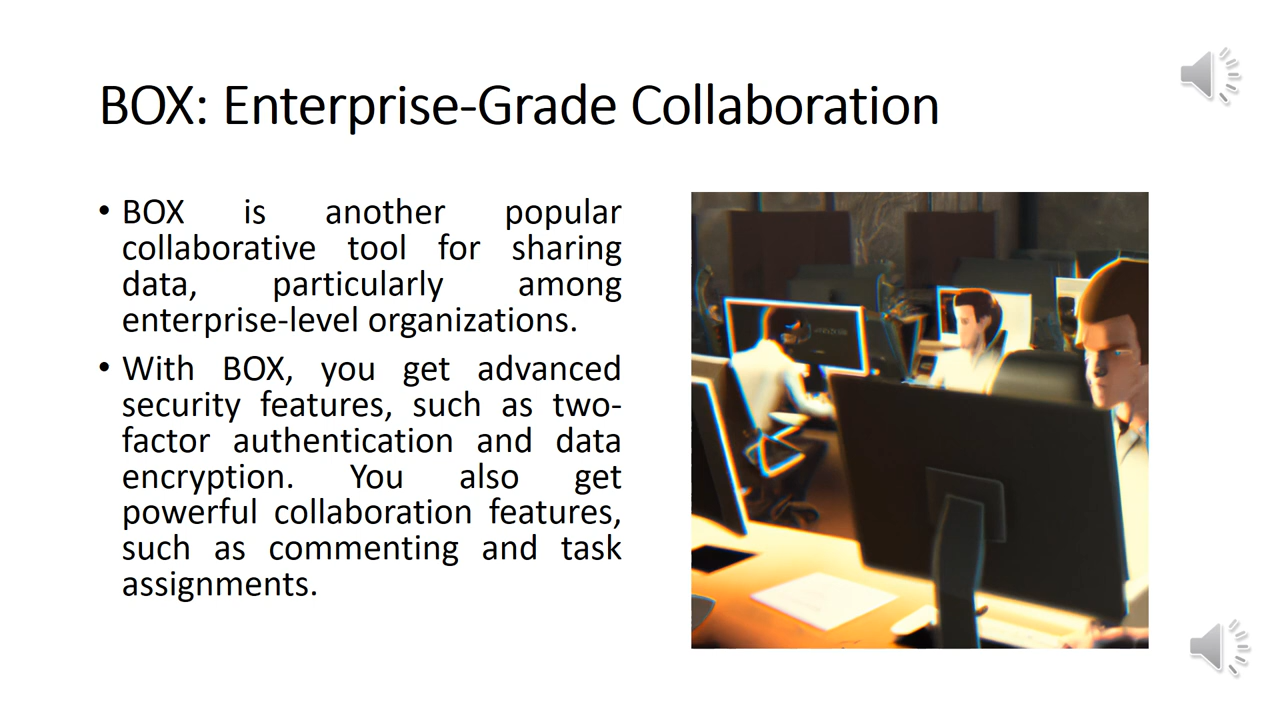 BOX: Enterprise-Grade Collaboration
• BOX is another popular
collaborative tool for sharing
data, particularly among
enterprise-level organizations.
• With BOX, you get advanced
security features, such as two-
factor authentication and data
encryption. You also get
powerful collaboration features,
such as commenting and task
assignments.